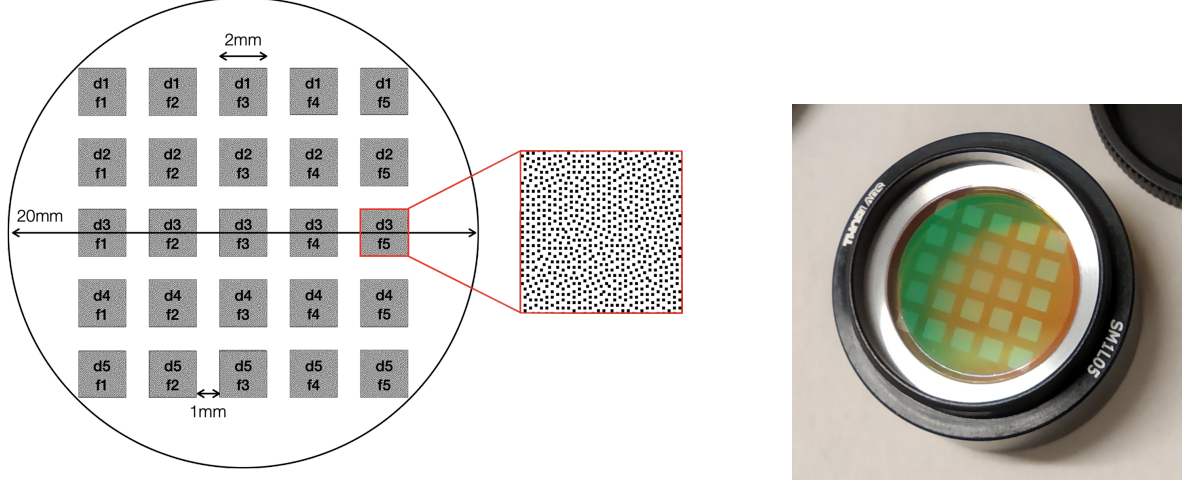 2mm
d1 d1 d1 d1 d1
f1 f2 f3 f4 f5
d2 d2 d2 d2 d2
f1 f2 f3 f4 f5
20mm
d3 d3 d3 d3 d3
f1 f2 f3 f4 f5
d4 d4 d4 d4 d4
f1 f2 f3 f4 f5
d5 d5 d5 d5 d5
f1 f2 f3 f4 f5
1mm
SM1L05